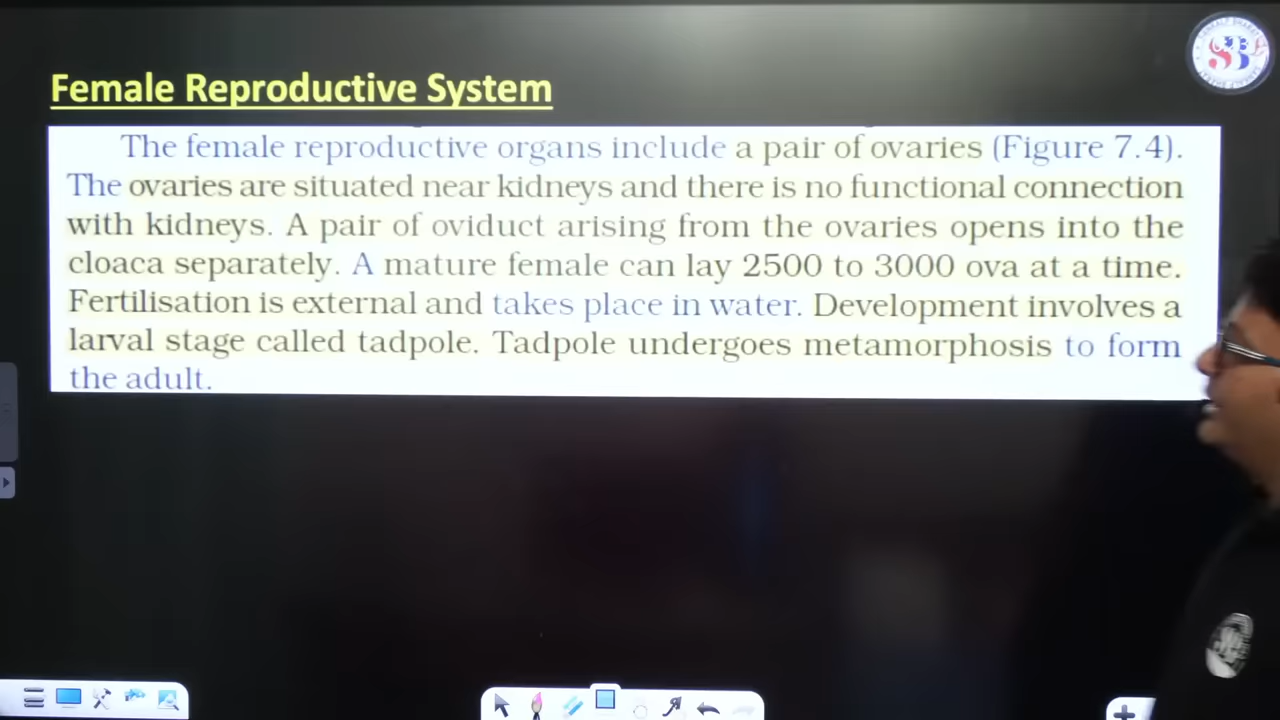 Female Reproductive System
The female reproductive organs include a pair of ovaries (Figure 7.4).
The ovaries are situated near kidneys and there is no functional connection
with kidneys. A pair of oviduct arising from the ovaries opens into the
cloaca separately. A mature female can lay 2500 to 3000 ova at a time.
Fertilisation is external and takes place in water. Development involves a
larval stage called tadpole. Tadpole undergoes metamorphosis to form
the adult.
SB